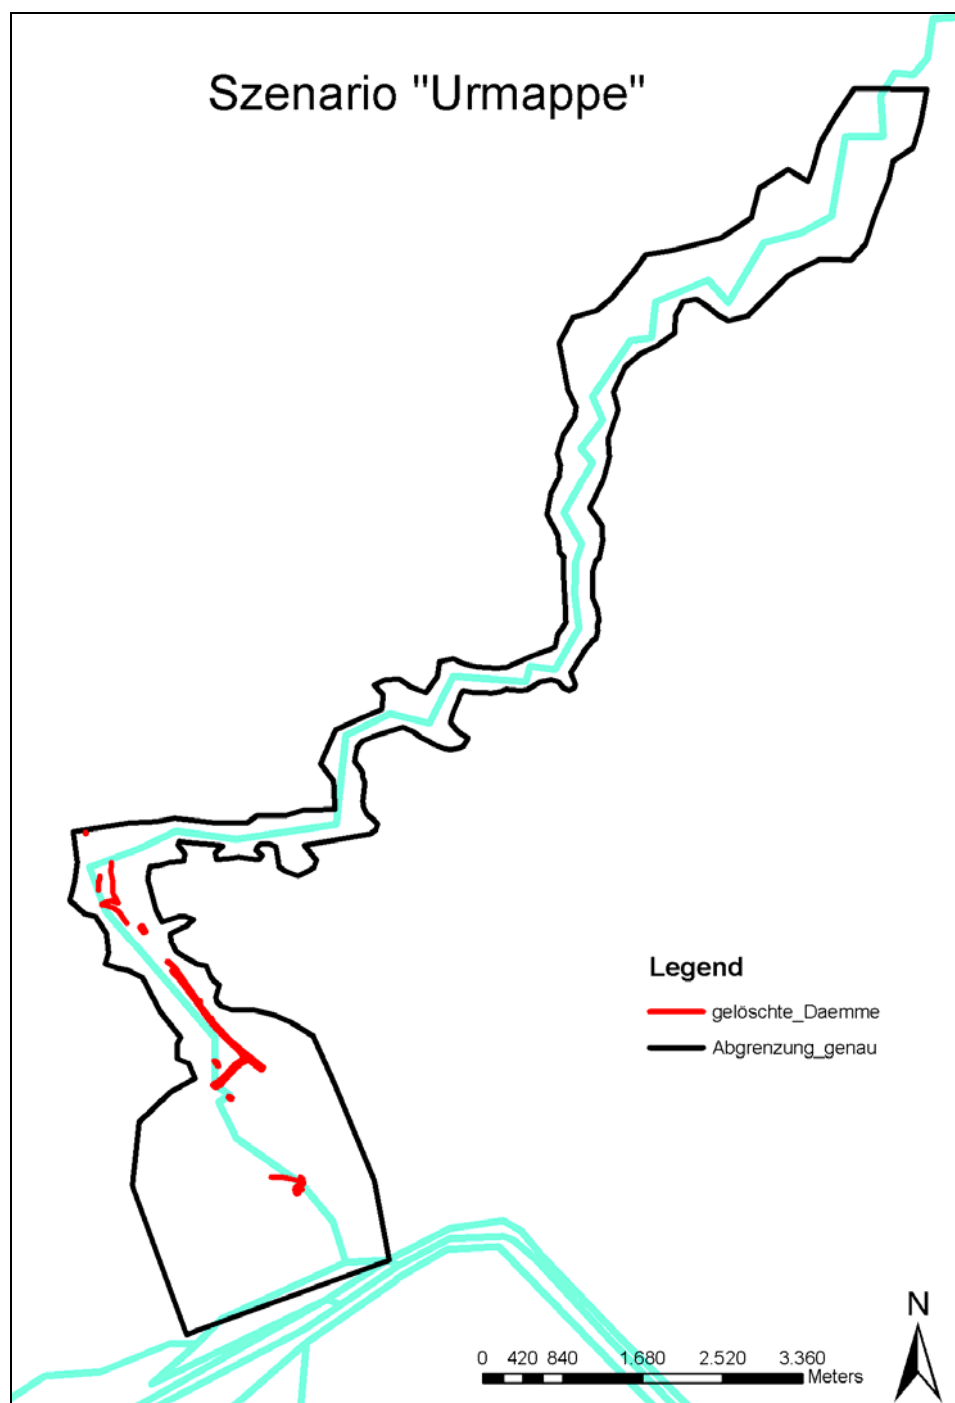 Szenario "Urmappe"
Legend
gelöschte_Daemme
Abgrenzung_genau
N
0 420 840 1.680 2.520 3.360
Meters